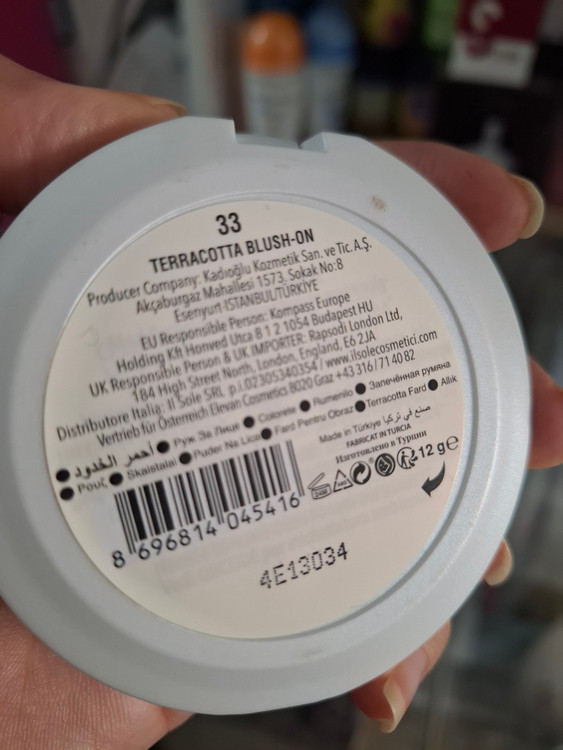 33
TERRACOTTA BLUSH-ON
Producer Company: Kadıoğlu Kozmetik San. ve Tic. A.Ş.
Akçaburgaz Mahallesi 1573. Sokak No:8
Esenyurt-İSTANBUL TÜRKİYE
EU Responsible Person: Kompass Europe
Holding Kft Honved Utca 8 1 2 1054 Budapest HU
UK Responsible Person & UK IMPORTER: Rapsodi London Ltd,
184 High Street North, London, England, E6 2JA
Distributore Italia: Il Sole SRL p.i.02305340354 / www.ilsolecosmetici.com
Vertrieb für Österreich Elevan Cosmetics 8020 Graz +43 316 / 71 40 82
● أحمر الخدود ● Руж За Лице ● Colorete ● Rumenilo ● Запечённая румяна
● Ρουζ ● Skaistalai ● Puder Na Lica ● Fard Pentru Obraz ● Terracotta Fard ● Allık
Made in Türkiye صنع في تركيا
FABRICAT IN TURCIA
Изготовлено в Турции
12 g e
8 696814 045416
4E13034